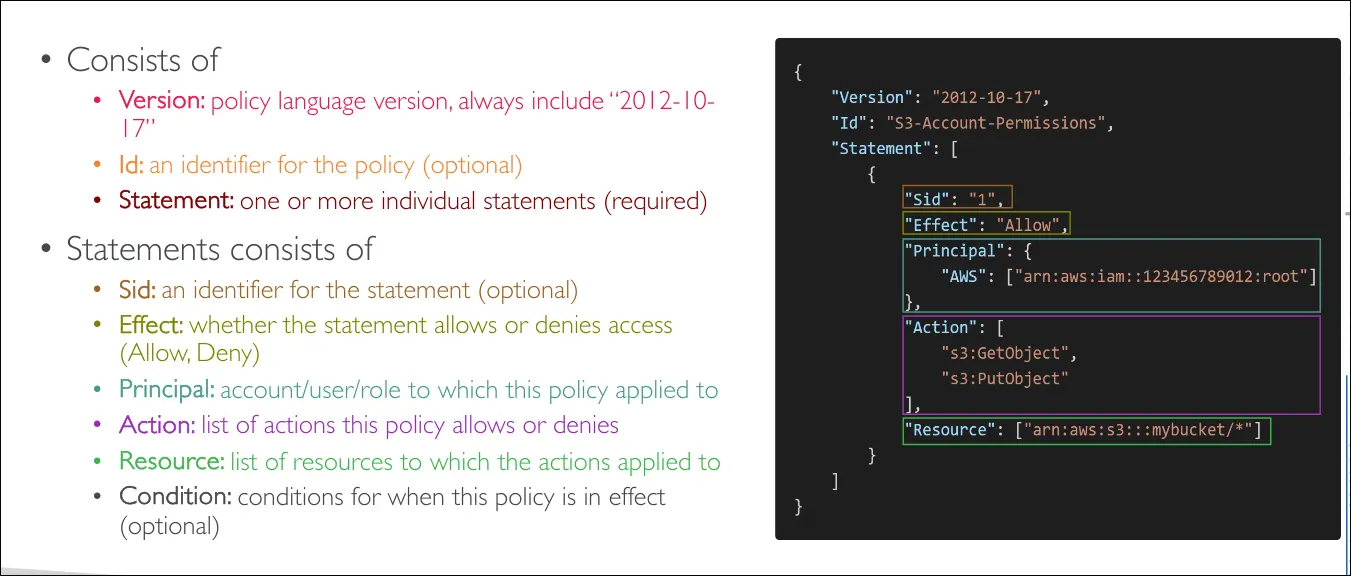 • Consists of
• Version: policy language version, always include “2012-10-
17”
• Id: an identifier for the policy (optional)
• Statement: one or more individual statements (required)
• Statements consists of
• Sid: an identifier for the statement (optional)
• Effect: whether the statement allows or denies access
(Allow, Deny)
• Principal: account/user/role to which this policy applied to
• Action: list of actions this policy allows or denies
• Resource: list of resources to which the actions applied to
• Condition: conditions for when this policy is in effect
(optional)
{
"Version": "2012-10-17",
"Id": "S3-Account-Permissions",
"Statement": [
{
"Sid": "1",
"Effect": "Allow",
"Principal": {
"AWS": ["arn:aws:iam::123456789012:root"]
},
"Action": [
"s3:GetObject",
"s3:PutObject"
],
"Resource": ["arn:aws:s3:::mybucket/*"]
}
]
}